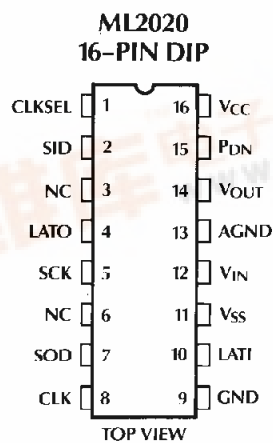 ML2020
16-PIN DIP
CLKSEL 1 16 VCC
SID 2 15 PDN
NC 3 14 VOUT
LATO 4 13 AGND
SCK 5 12 VIN
NC 6 11 VSS
SOD 7 10 LATI
CLK 8 9 GND
TOP VIEW